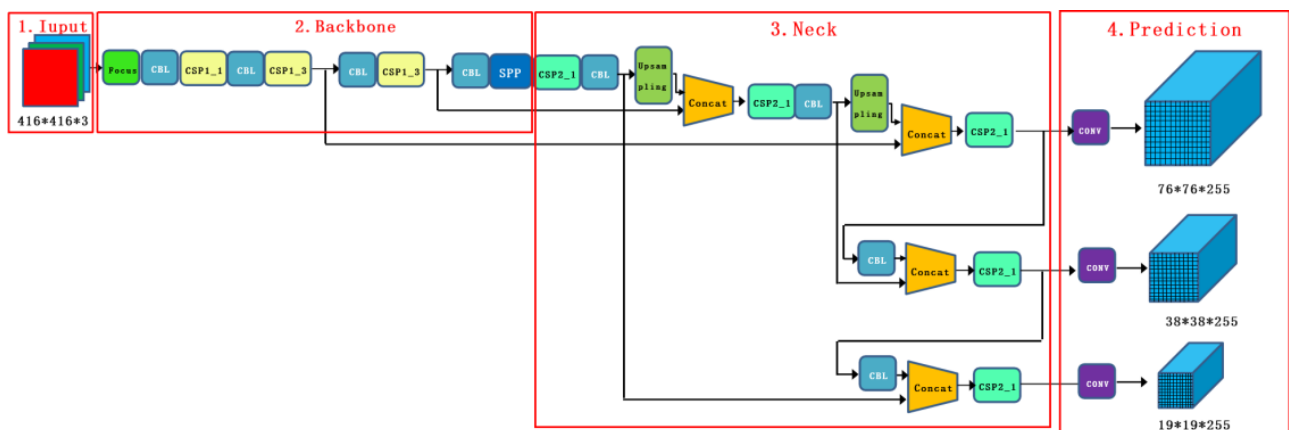 1. Iuput
2. Backbone
3. Neck
4. Prediction
Focus
CBL
CSP1_1
CBL
CSP1_3
CBL
CSP1_3
CBL
SPP
CSP2_1
CBL
Upsam
pling
Concat
CSP2_1
CBL
Upsam
pling
Concat
CSP2_1
CONV
416*416*3
76*76*255
CBL
Concat
CSP2_1
CONV
38*38*255
CBL
Concat
CSP2_1
CONV
19*19*255